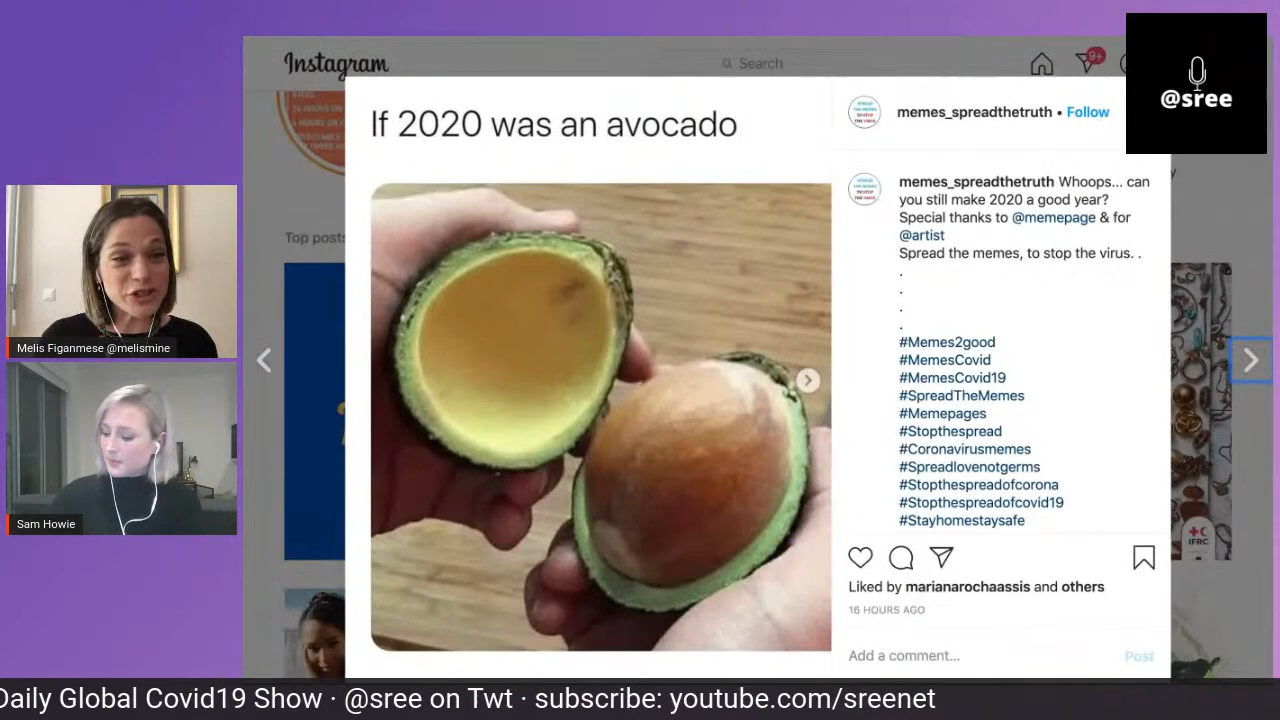 Instagram
Search
9+
@sree
If 2020 was an avocado
memes_spreadthetruth • Follow
memes_spreadthetruth Whoops... can
you still make 2020 a good year?
Special thanks to @memepage & for
@artist
Spread the memes, to stop the virus. .
.
.
.
.
#Memes2good
#MemesCovid
#MemesCovid19
#SpreadTheMemes
#Memepages
#Stopthespread
#Coronavirusmemes
#Spreadlovenotgerms
#Stopthespreadofcorona
#Stopthespreadofcovid19
#Stayhomestaysafe
Top posts
Melis Figanmese @melismine
Sam Howie
IFRC
Liked by marianarochaassis and others
16 HOURS AGO
Add a comment...
Post
Daily Global Covid19 Show · @sree on Twt · subscribe: youtube.com/sreenet